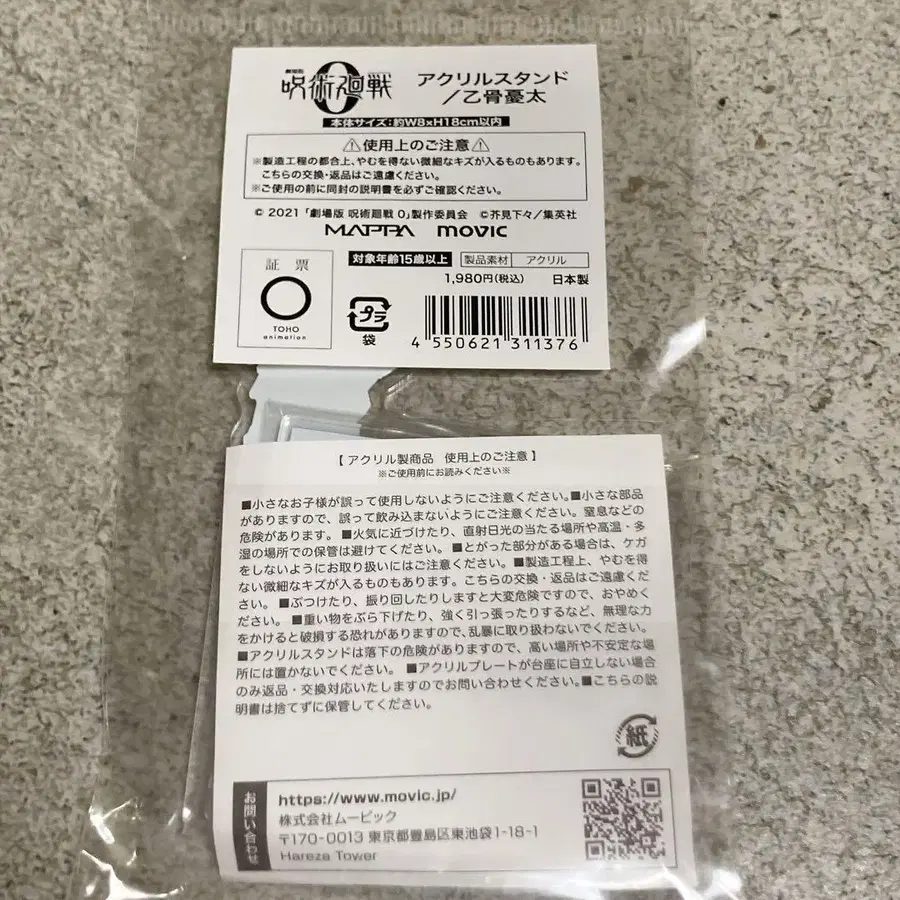 劇場版
呪術廻戦 0
アクリルスタンド
/乙骨憂太
本体サイズ:約W8×H18cm以内
⚠使用上のご注意⚠
※製造工程の都合上、やむを得ない微細なキズが入るものもあります。
こちらの交換・返品はご遠慮ください。
※ご使用の前に同封の説明書を必ずご確認ください。
© 2021 「劇場版 呪術廻戦 0」製作委員会 ©芥見下々/集英社
MAPPA movic
証 票
TOHO
animation
対象年齢15歳以上 製品素材 アクリル
1,980円(税込) 日本製
プラ
袋
4 550621 311376
【 アクリル製商品 使用上のご注意 】
※ご使用前にお読みください※
■小さなお子様が誤って使用しないようにご注意ください。■小さな部品
がありますので、誤って飲み込まないようにご注意ください。窒息などの
危険があります。 ■火気に近づけたり、直射日光の当たる場所や高温・多
湿の場所での保管は避けてください。 ■とがった部分がある場合は、ケガ
をしないようにお取り扱いにはご注意ください。 ■製造工程上、やむを得
ない微細なキズが入るものもあります。こちらの交換・返品はご遠慮くだ
さい。 ■ぶつけたり、振り回したりしますと大変危険ですので、おやめく
ださい。 ■重い物をぶら下げたり、強く引っ張ったりするなど、無理な力
をかけると破損する恐れがありますので、乱暴に取り扱わないでください。
■アクリルスタンドは落下の危険がありますので、高い場所や不安定な場
所には置かないでください。 ■アクリルプレートが台座に自立しない場合
のみ返品・交換対応いたしますのでお問い合わせください。■こちらの説
明書は捨てずに保管してください。
紙
お問い合わせ
https://www.movic.jp/
株式会社ムービック
〒170-0013 東京都豊島区東池袋1-18-1
Hareza Tower